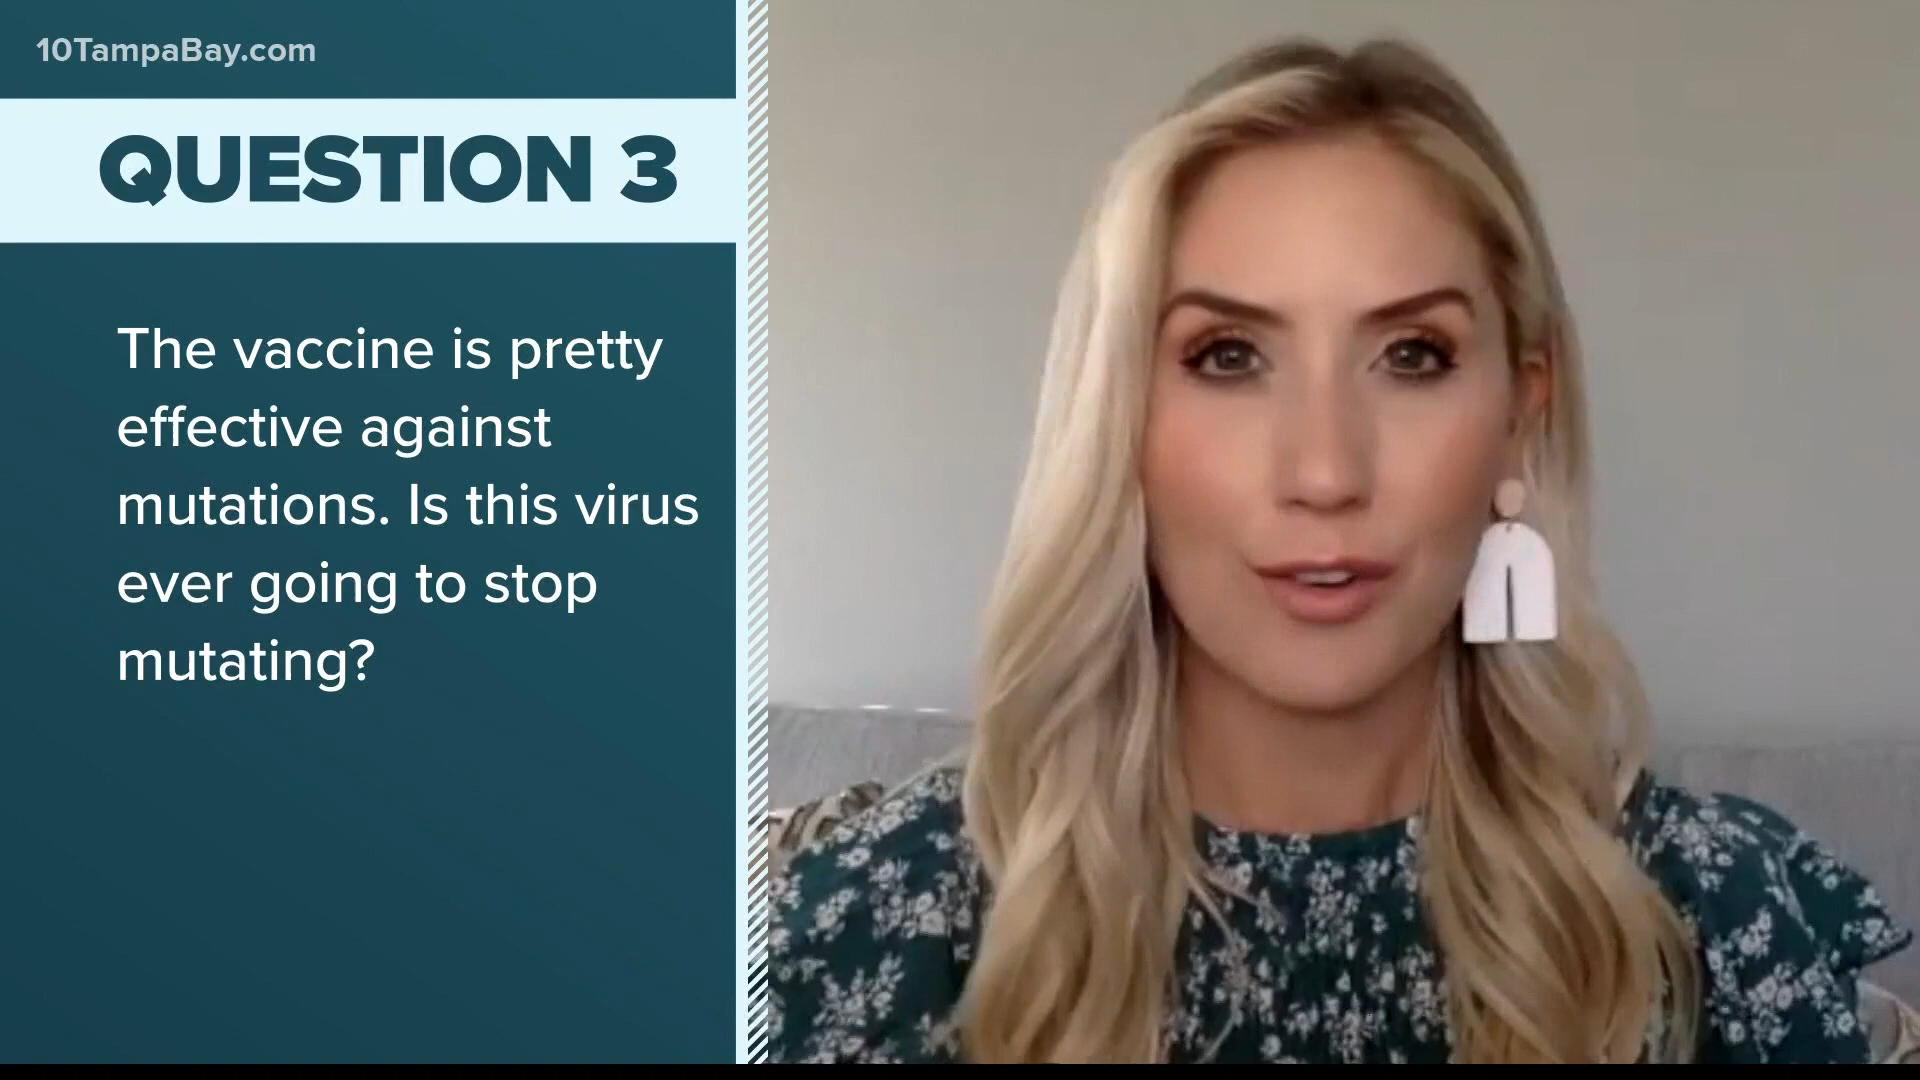 10TampaBay.com
QUESTION 3
The vaccine is pretty
effective against
mutations. Is this virus
ever going to stop
mutating?